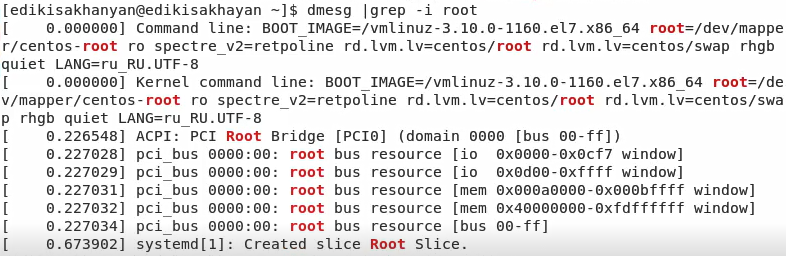 [edikisakhanyan@edikisakhayan ~]$ dmesg |grep -i root
[    0.000000] Command line: BOOT_IMAGE=/vmlinuz-3.10.0-1160.el7.x86_64 root=/dev/mappe
r/centos-root ro spectre_v2=retpoline rd.lvm.lv=centos/root rd.lvm.lv=centos/swap rhgb
quiet LANG=ru_RU.UTF-8
[    0.000000] Kernel command line: BOOT_IMAGE=/vmlinuz-3.10.0-1160.el7.x86_64 root=/de
v/mapper/centos-root ro spectre_v2=retpoline rd.lvm.lv=centos/root rd.lvm.lv=centos/swa
p rhgb quiet LANG=ru_RU.UTF-8
[    0.226548] ACPI: PCI Root Bridge [PCI0] (domain 0000 [bus 00-ff])
[    0.227028] pci_bus 0000:00: root bus resource [io  0x0000-0x0cf7 window]
[    0.227029] pci_bus 0000:00: root bus resource [io  0x0d00-0xffff window]
[    0.227031] pci_bus 0000:00: root bus resource [mem 0x000a0000-0x000bffff window]
[    0.227032] pci_bus 0000:00: root bus resource [mem 0x40000000-0xfdffffff window]
[    0.227034] pci_bus 0000:00: root bus resource [bus 00-ff]
[    0.673902] systemd[1]: Created slice Root Slice.